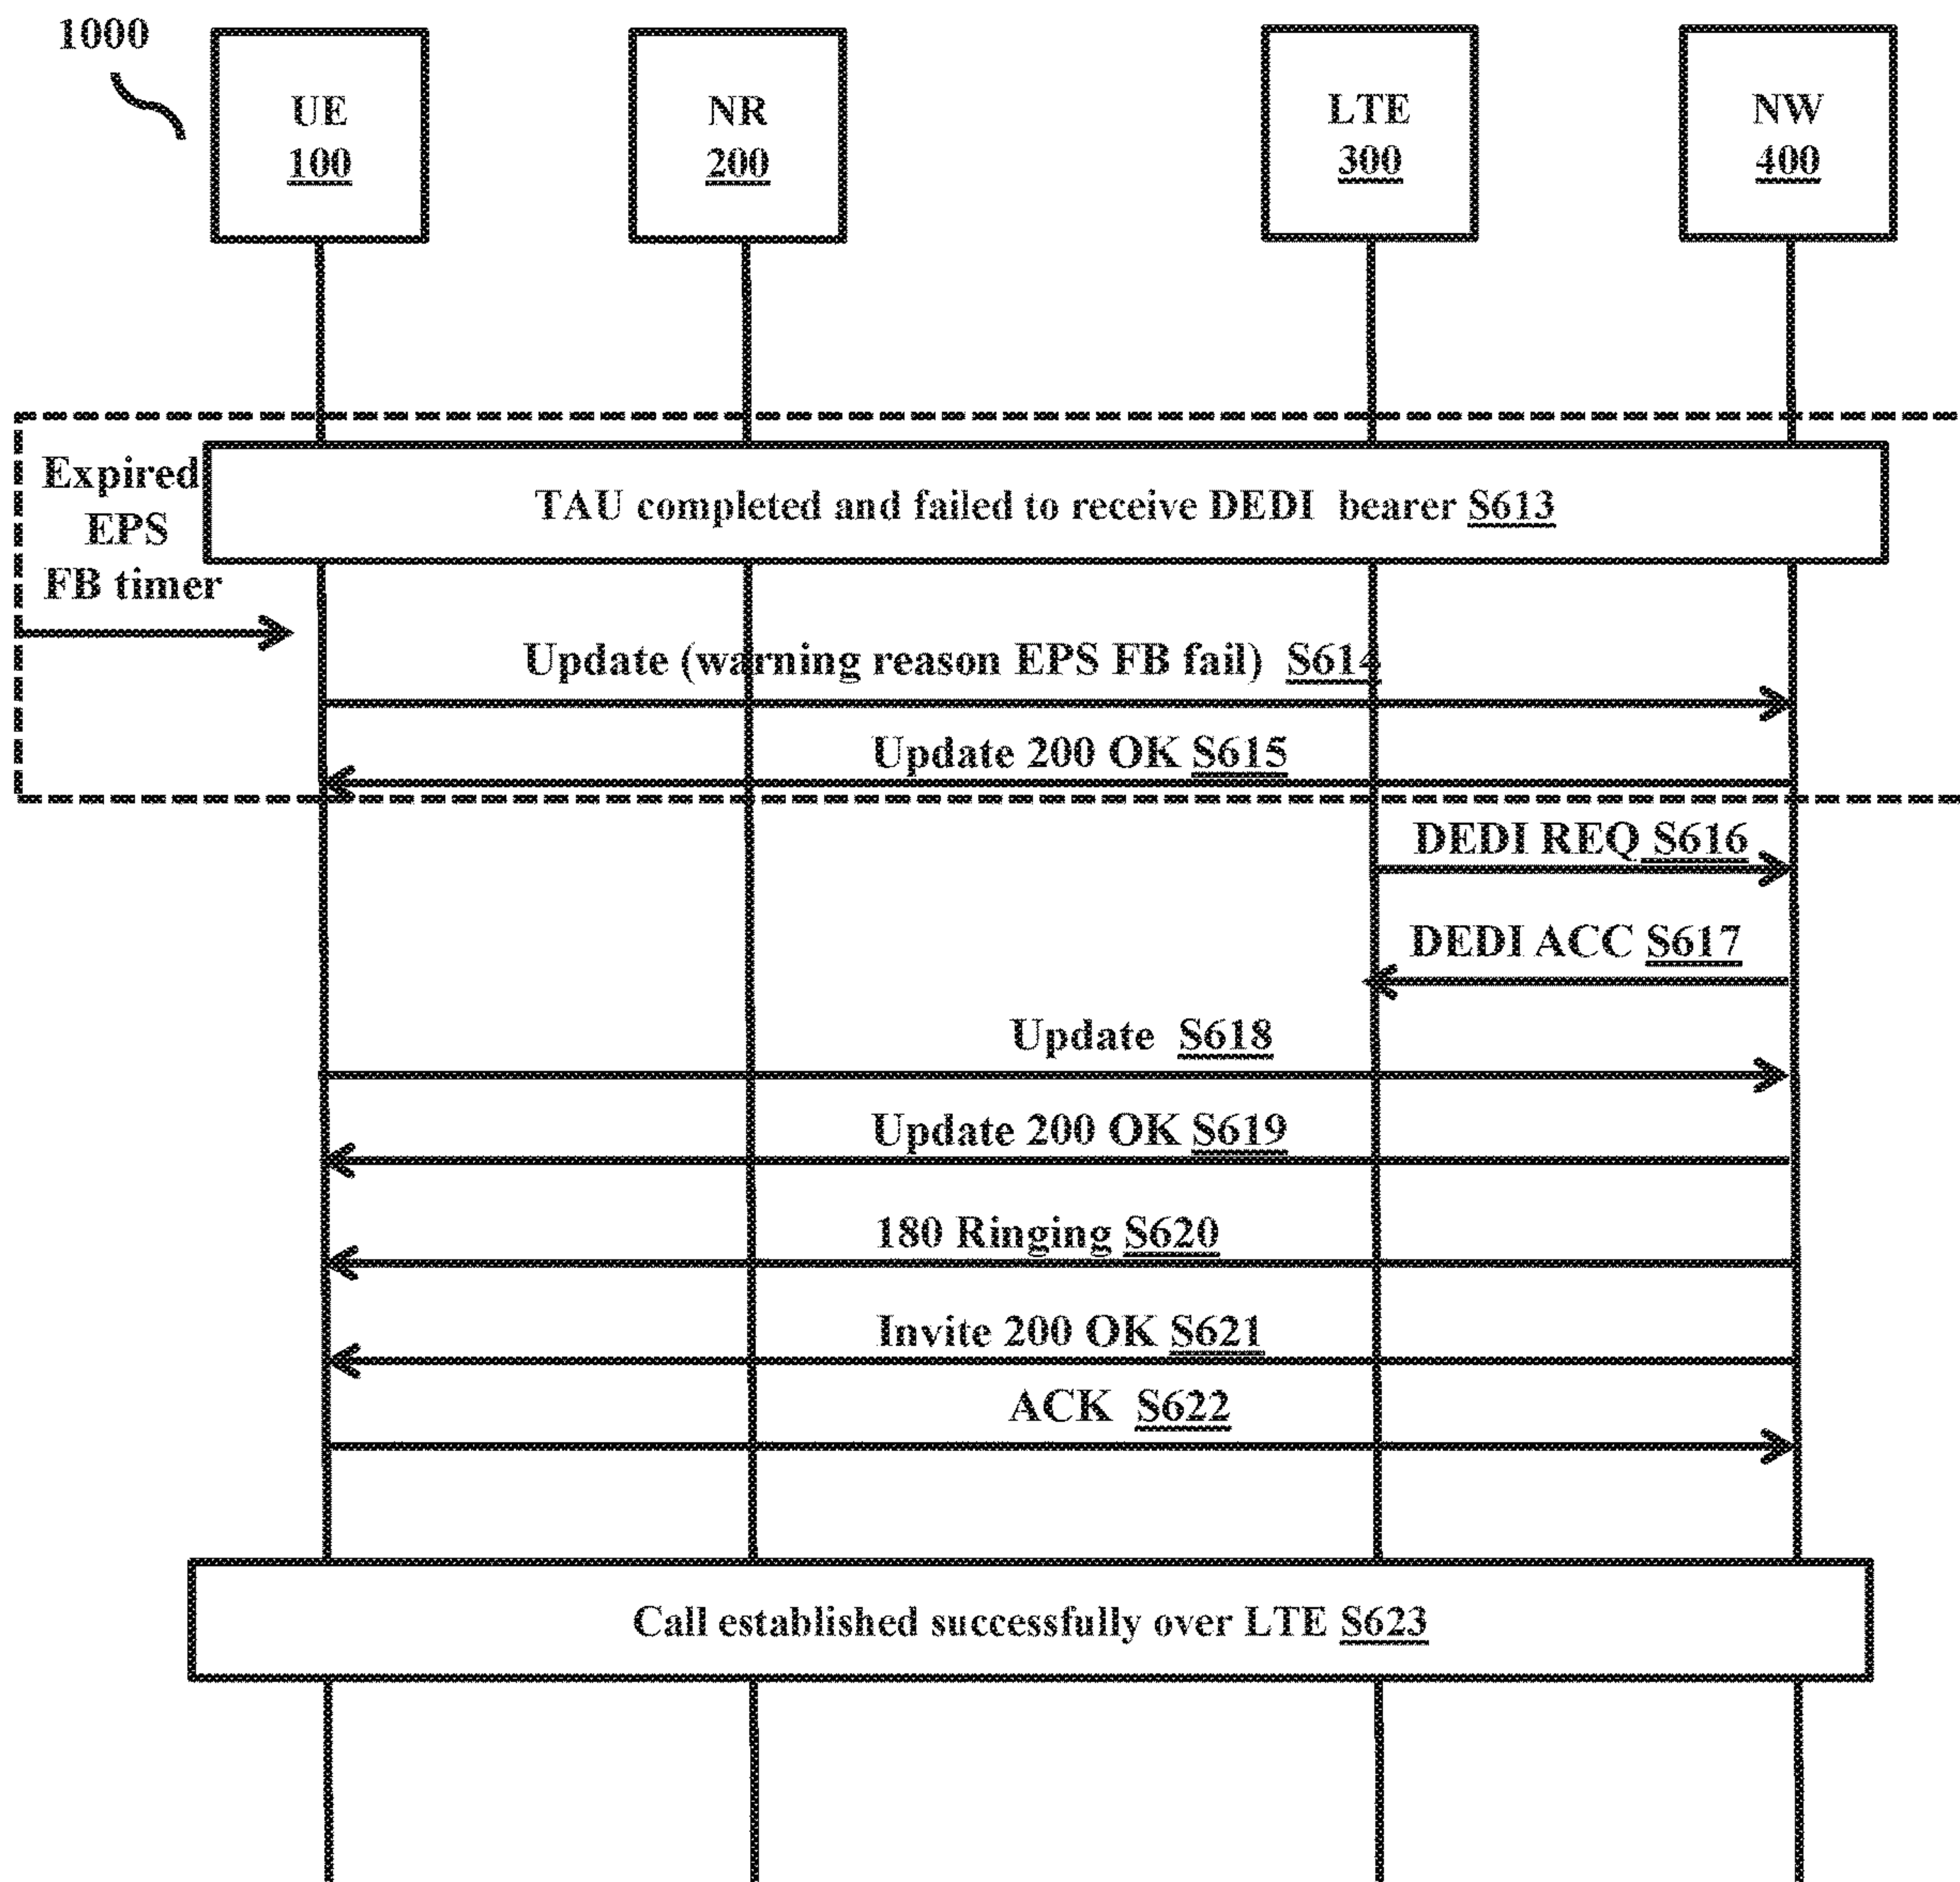 1000
UE
100
NR
200
LTE
300
NW
400
Expired
EPS
FB timer
TAU completed and failed to receive DEDI bearer S613
Update (warning reason EPS FB fail) S614
Update 200 OK S615
DEDI REQ S616
DEDI ACC S617
Update S618
Update 200 OK S619
180 Ringing S620
Invite 200 OK S621
ACK S622
Call established successfully over LTE S623